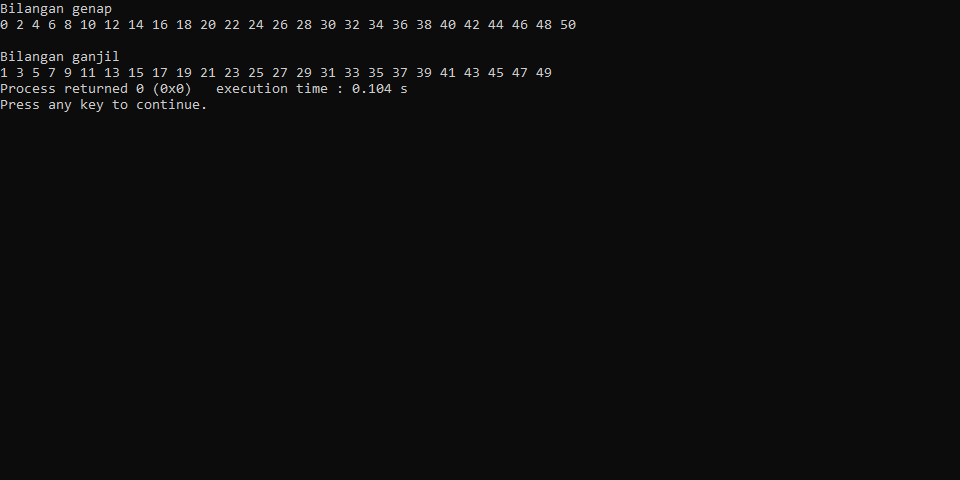 Bilangan genap
0 2 4 6 8 10 12 14 16 18 20 22 24 26 28 30 32 34 36 38 40 42 44 46 48 50
Bilangan ganjil
1 3 5 7 9 11 13 15 17 19 21 23 25 27 29 31 33 35 37 39 41 43 45 47 49
Process returned 0 (0x0)   execution time : 0.104 s
Press any key to continue.